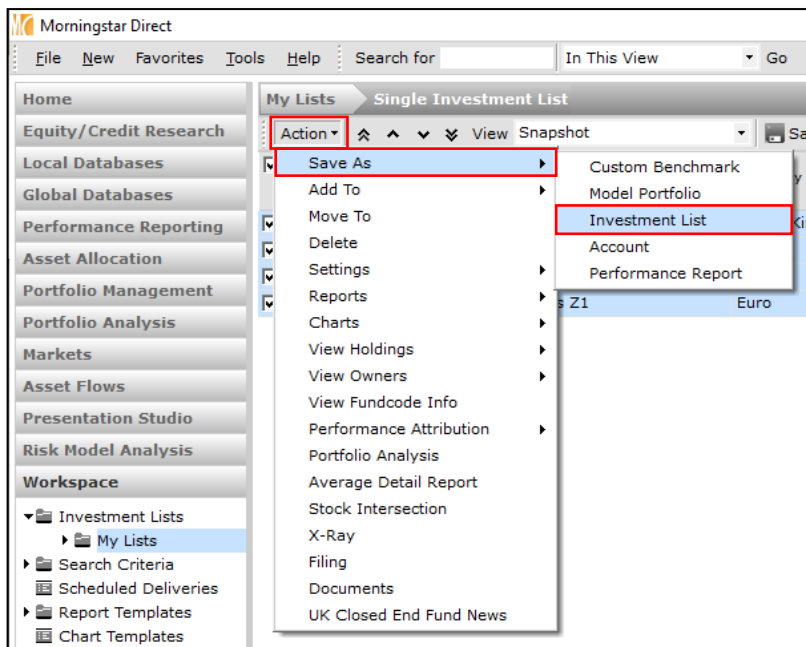 Morningstar Direct
File New Favorites Tools Help Search for In This View Go
Home
Equity/Credit Research
Local Databases
Global Databases
Performance Reporting
Asset Allocation
Portfolio Management
Portfolio Analysis
Markets
Asset Flows
Presentation Studio
Risk Model Analysis
Workspace
Investment Lists
My Lists
Search Criteria
Scheduled Deliveries
Report Templates
Chart Templates
My Lists Single Investment List
Action View Snapshot Sa
Save As
Add To
Move To
Delete
Settings
Reports
Charts
View Holdings
View Owners
View Fundcode Info
Performance Attribution
Portfolio Analysis
Average Detail Report
Stock Intersection
X-Ray
Filing
Documents
UK Closed End Fund News
Custom Benchmark
Model Portfolio
Investment List
Account
Performance Report
y
s Z1 Euro